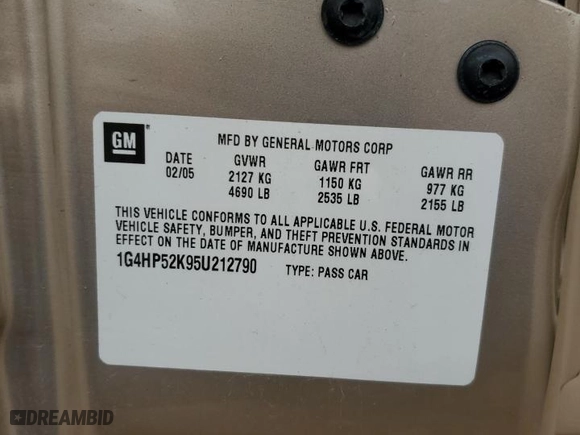 GM
MFD BY GENERAL MOTORS CORP
DATE GVWR GAWR FRT GAWR RR
02/05 2127 KG 1150 KG 977 KG
4690 LB 2535 LB 2155 LB
THIS VEHICLE CONFORMS TO ALL APPLICABLE U.S. FEDERAL MOTOR
VEHICLE SAFETY, BUMPER, AND THEFT PREVENTION STANDARDS IN
EFFECT ON THE DATE OF MANUFACTURE SHOWN ABOVE.
1G4HP52K95U212790 TYPE: PASS CAR
DREAMBID